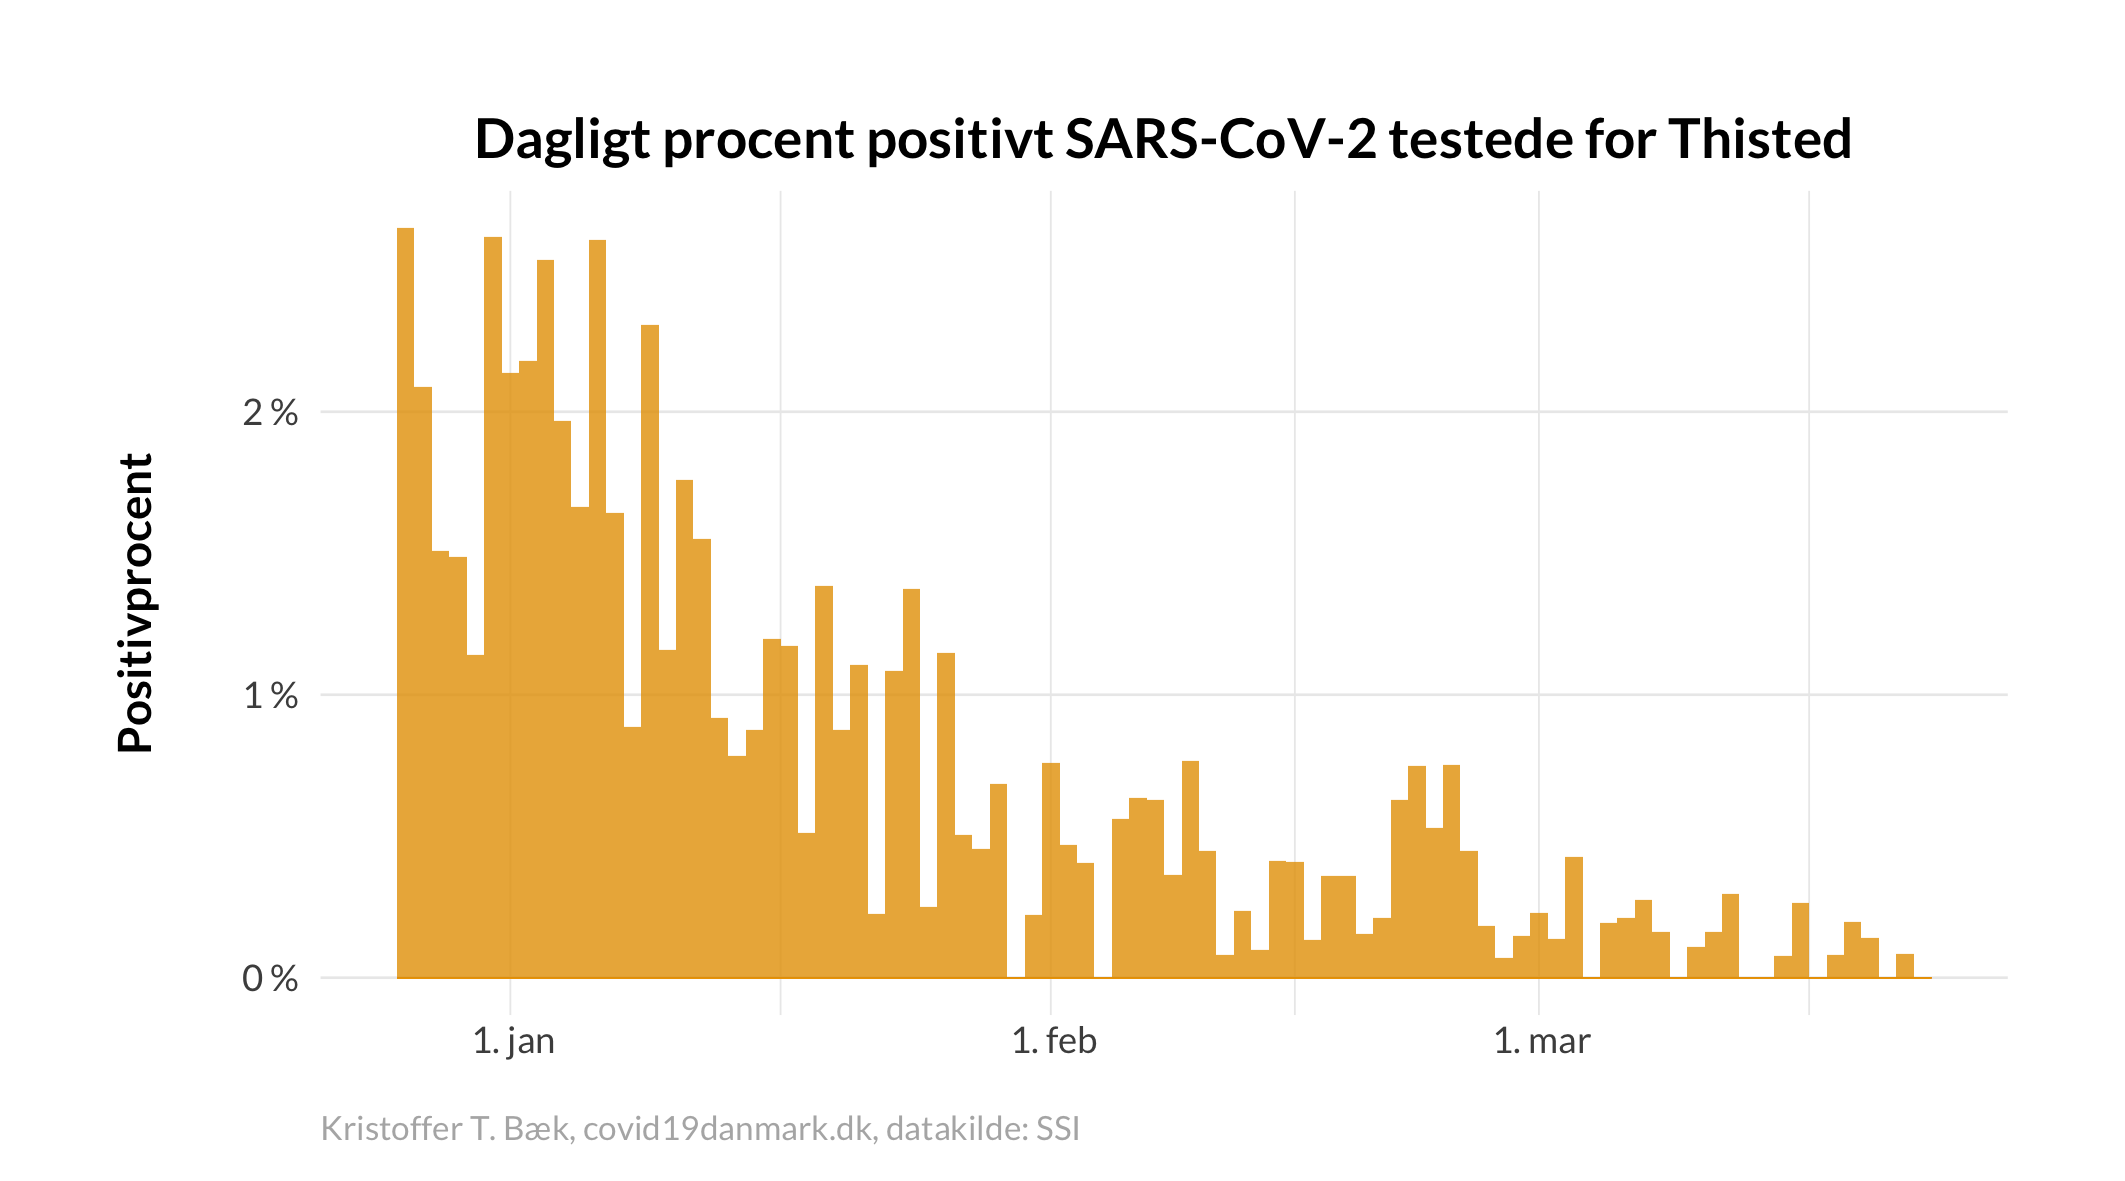 Dagligt procent positivt SARS-CoV-2 testede for Thisted
Positivprocent
2 %
1 %
0 %
1. jan
1. feb
1. mar
Kristoffer T. Bæk, covid19danmark.dk, datakilde: SSI